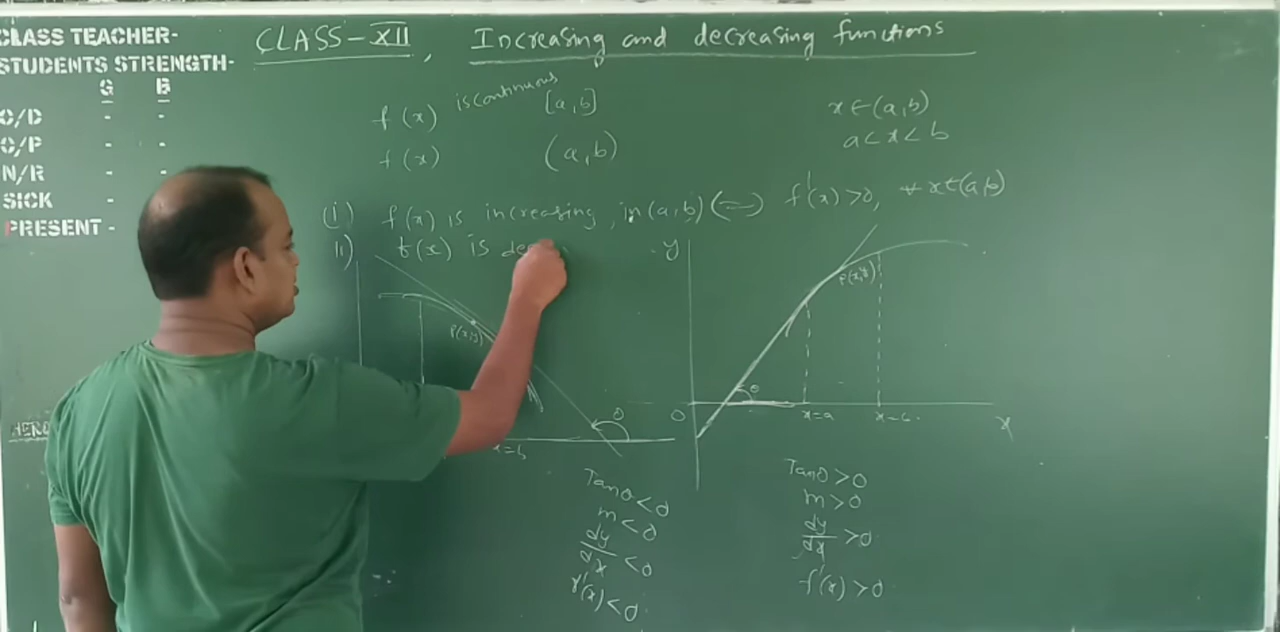 CLASS TEACHER-
STUDENTS STRENGTH-
G B
O/D - -
O/P - -
N/R - -
SICK -
PRESENT -
CLASS-XII, Increasing and decreasing functions
f(x) is continuous [a,b]
f(x) (a,b)
x∈(a,b)
a<x<b
(i) f(x) is increasing, in (a,b) ⟺ f'(x)>0, ∀ x∈(a,b)
ii) f(x) is dec
P(x,y)
θ
x=b
y
P(x,y)
θ
O
x=a
x
Tanθ<0
m<0
dy/dx <0
f'(x)<0
Tanθ>0
m>0
dy/dx >0
f'(x)>0